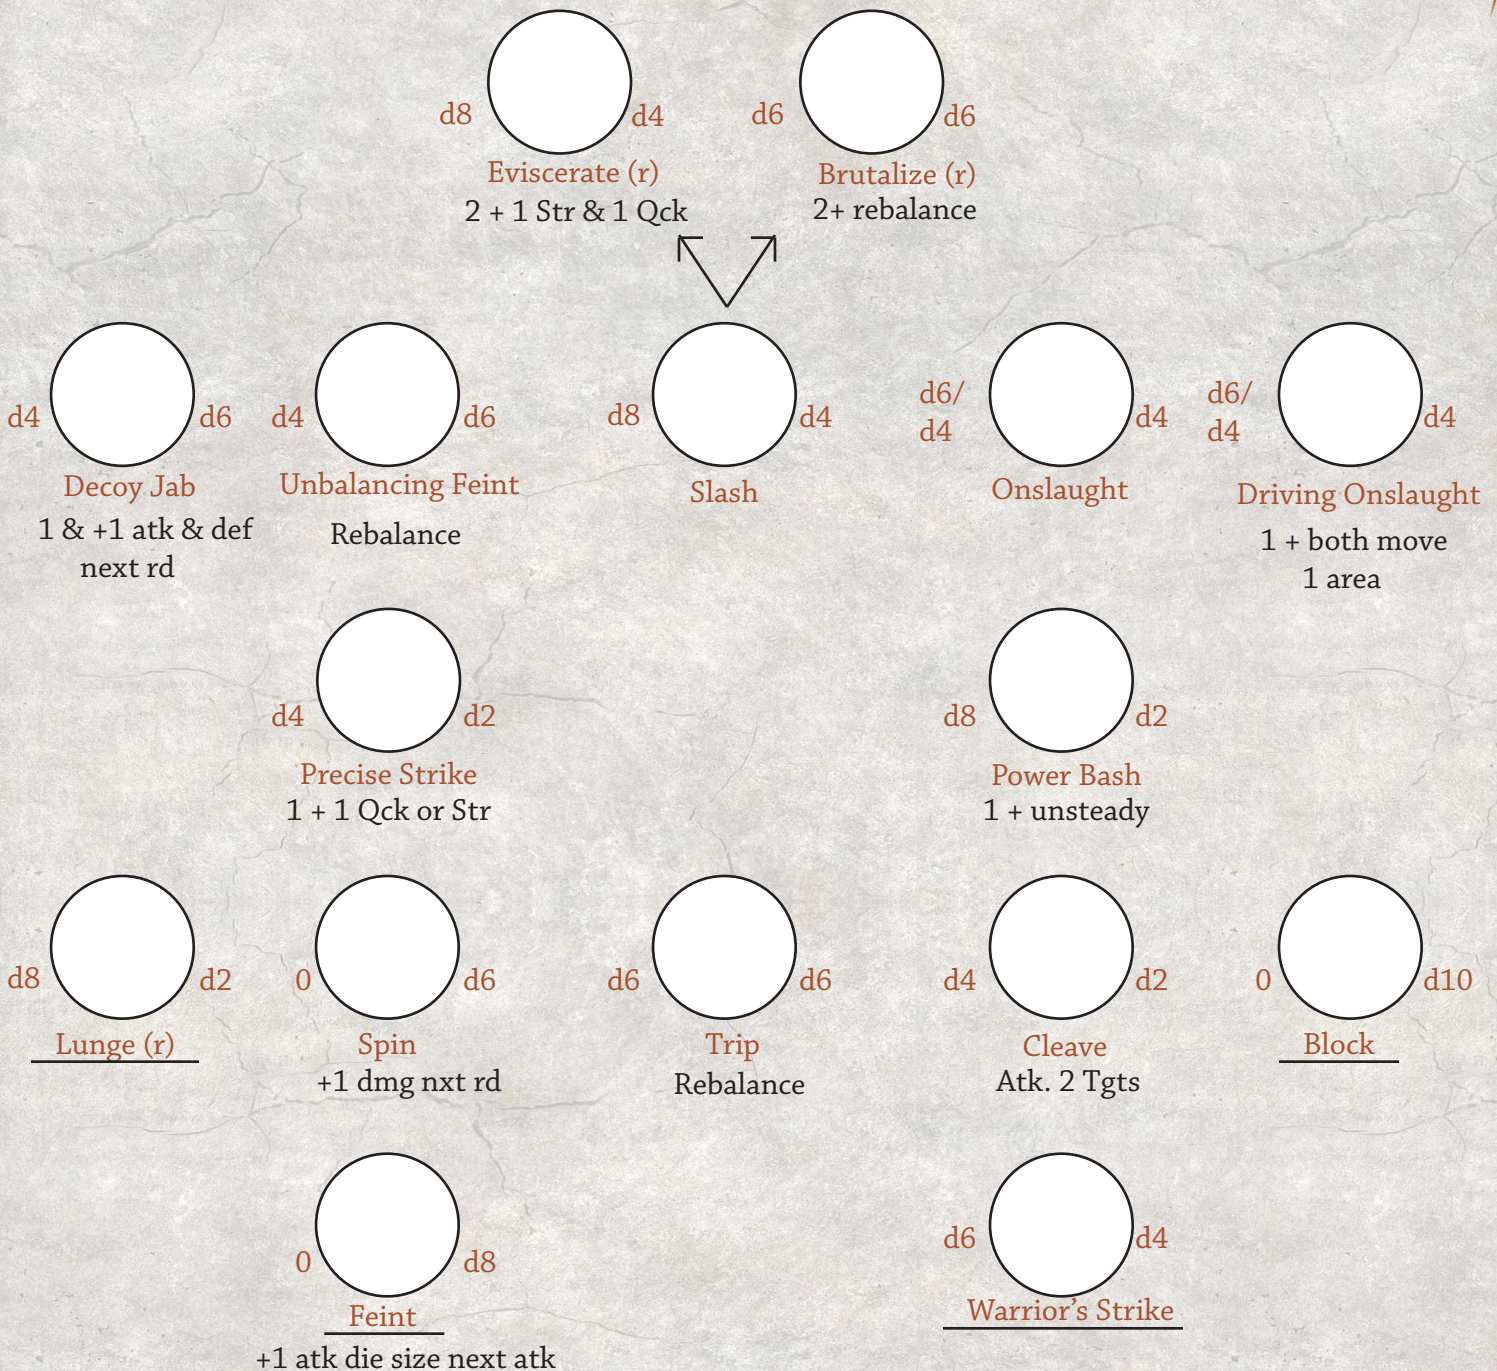 d8
d4
Eviscerate (r)
2 + 1 Str & 1 Qck
d6
d6
Brutalize (r)
2+ rebalance
d4
d6
Decoy Jab
1 & +1 atk & def
next rd
d4
d6
Unbalancing Feint
Rebalance
d8
d4
Slash
d6/
d4
d4
Onslaught
d6/
d4
d4
Driving Onslaught
1 + both move
1 area
d4
d2
Precise Strike
1 + 1 Qck or Str
d8
d2
Power Bash
1 + unsteady
d8
d2
Lunge (r)
0
d6
Spin
+1 dmg nxt rd
d6
d6
Trip
Rebalance
d4
d2
Cleave
Atk. 2 Tgts
0
d10
Block
0
d8
Feint
+1 atk die size next atk
d6
d4
Warrior's Strike